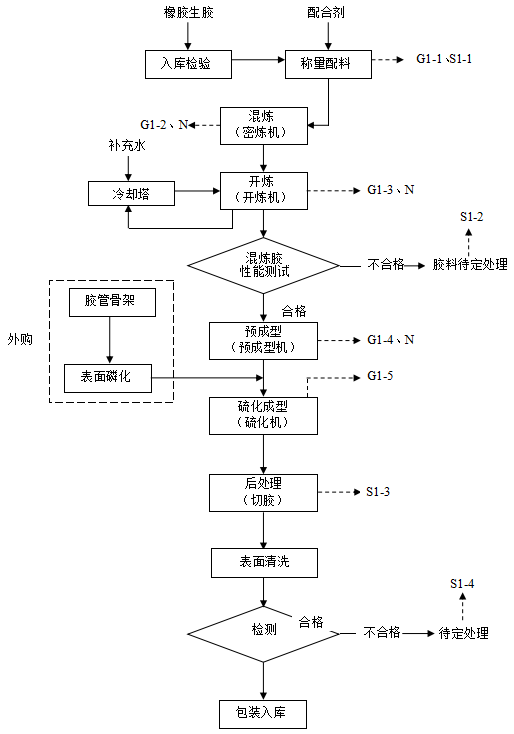 橡胶生胶
配合剂
入库检验
称量配料
G1-1、S1-1
混炼
(密炼机)
G1-2、N
补充水
冷却塔
开炼
(开炼机)
G1-3、N
S1-2
混炼胶
性能测试
不合格
胶料待定处理
合格
胶管骨架
外购
表面磷化
预成型
(预成型机)
G1-4、N
G1-5
硫化成型
(硫化机)
后处理
(切胶)
S1-3
表面清洗
S1-4
检测
合格
不合格
待定处理
包装入库